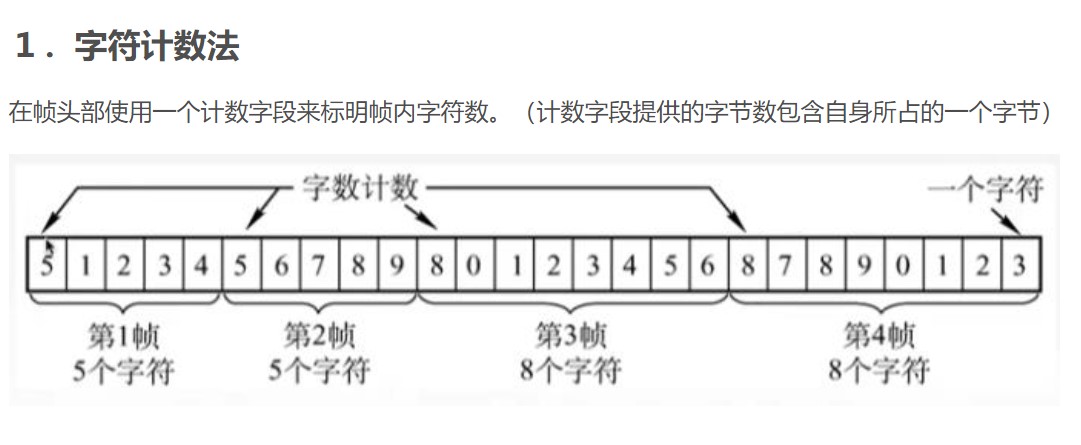 1．字符计数法
在帧头部使用一个计数字段来标明帧内字符数。（计数字段提供的字节数包含自身所占的一个字节）
字数计数 一个字符
5 1 2 3 4 5 6 7 8 9 8 0 1 2 3 4 5 6 8 7 8 9 0 1 2 3
第1帧 第2帧 第3帧 第4帧
5个字符 5个字符 8个字符 8个字符